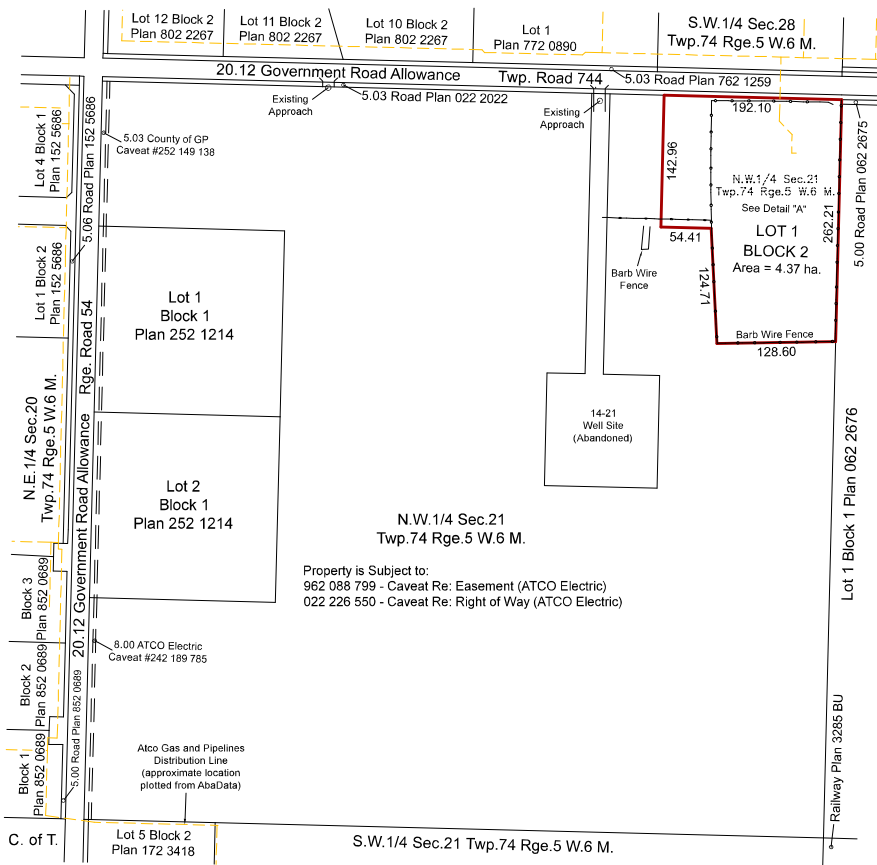 Lot 12 Block 2
Plan 802 2267
Lot 11 Block 2
Plan 802 2267
Lot 10 Block 2
Plan 802 2267
Lot 1
Plan 772 0890
S.W.1/4 Sec.28
Twp.74 Rge.5 W.6 M.
20.12 Government Road Allowance
Twp. Road 744
5.03 Road Plan 762 1259
Existing
Approach
5.03 Road Plan 022 2022
Existing
Approach
192.10
5.00 Road Plan 062 2675
Lot 4 Block 1
Plan 152 5686
5.06 Road Plan 152 5686
5.03 County of GP
Caveat #252 149 138
142.96
N.W.1/4 Sec.21
Twp.74 Rge.5 W.6 M.
See Detail "A"
LOT 1
BLOCK 2
Area = 4.37 ha.
262.21
54.41
124.71
Barb Wire
Fence
Barb Wire Fence
128.60
Lot 1 Block 2
Plan 152 5686
Lot 1
Block 1
Plan 252 1214
20.12 Government Road Allowance
Rge. Road 54
14-21
Well Site
(Abandoned)
N.E.1/4 Sec.20
Twp.74 Rge.5 W.6 M.
Lot 2
Block 1
Plan 252 1214
N.W.1/4 Sec.21
Twp.74 Rge.5 W.6 M.
Lot 1 Block 1 Plan 062 2676
Property is Subject to:
962 088 799 - Caveat Re: Easement (ATCO Electric)
022 226 550 - Caveat Re: Right of Way (ATCO Electric)
Block 3
Plan 852 0689
8.00 ATCO Electric
Caveat #242 189 785
Block 2
Plan 852 0689
5.00 Road Plan 852 0689
Block 1
Plan 852 0689
Atco Gas and Pipelines
Distribution Line
(approximate location
plotted from AbaData)
Railway Plan 3285 BU
C. of T.
Lot 5 Block 2
Plan 172 3418
S.W.1/4 Sec.21 Twp.74 Rge.5 W.6 M.